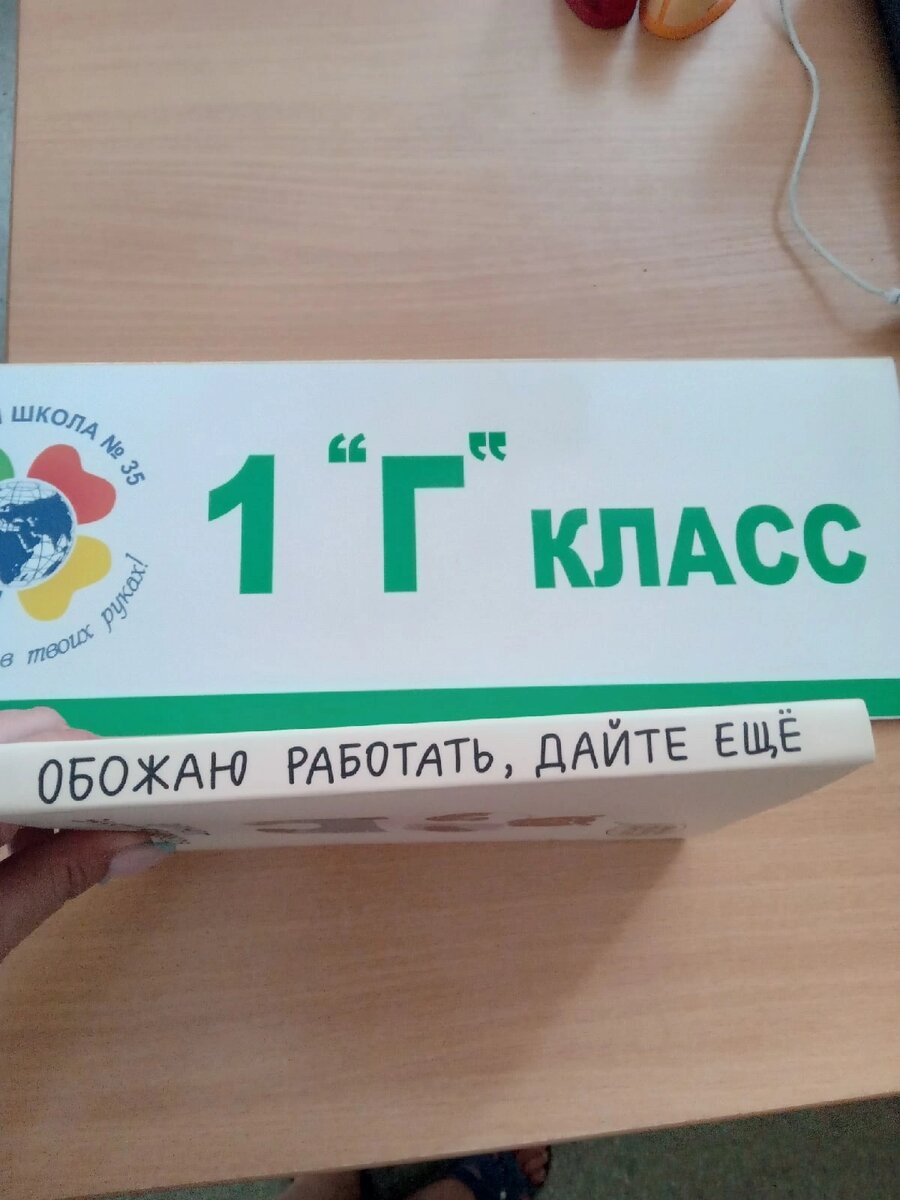 ШКОЛА № 35
в твоих руках!
1 “Г” КЛАСС
ОБОЖАЮ РАБОТАТЬ, ДАЙТЕ ЕЩЁ